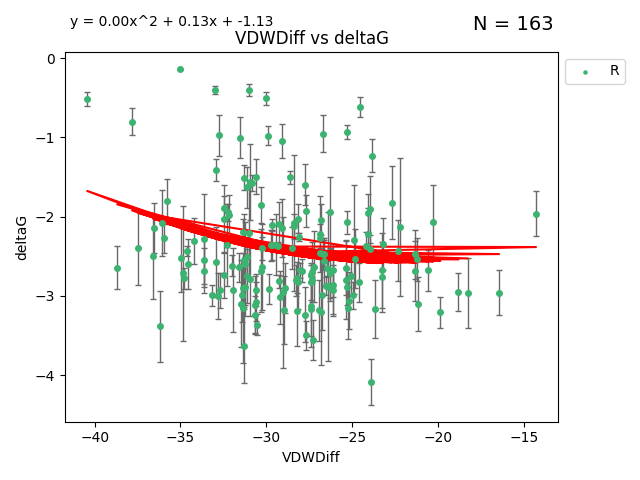 y = 0.00x^2 + 0.13x + -1.13
N = 163
VDWDiff vs deltaG
R
deltaG
0
−1
−2
−3
−4
−40 −35 −30 −25 −20 −15
VDWDiff